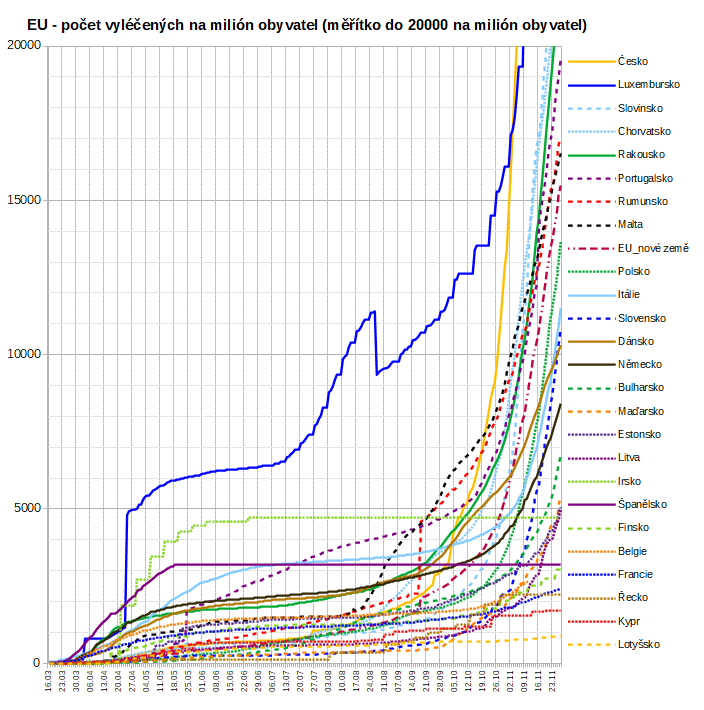 EU - počet vyléčených na milión obyvatel (měřítko do 20000 na milión obyvatel)
20000
15000
10000
5000
0
16.03
23.03
30.03
06.04
13.04
20.04
27.04
04.05
11.05
18.05
25.05
01.06
08.06
15.06
22.06
29.06
06.07
13.07
20.07
27.07
03.08
10.08
17.08
24.08
31.08
07.09
14.09
21.09
28.09
05.10
12.10
19.10
26.10
02.11
09.11
16.11
23.11
Česko
Luxembursko
Slovinsko
Chorvatsko
Rakousko
Portugalsko
Rumunsko
Malta
EU_nové země
Polsko
Itálie
Slovensko
Dánsko
Německo
Bulharsko
Maďarsko
Estonsko
Litva
Irsko
Španělsko
Finsko
Belgie
Francie
Řecko
Kypr
Lotyšsko